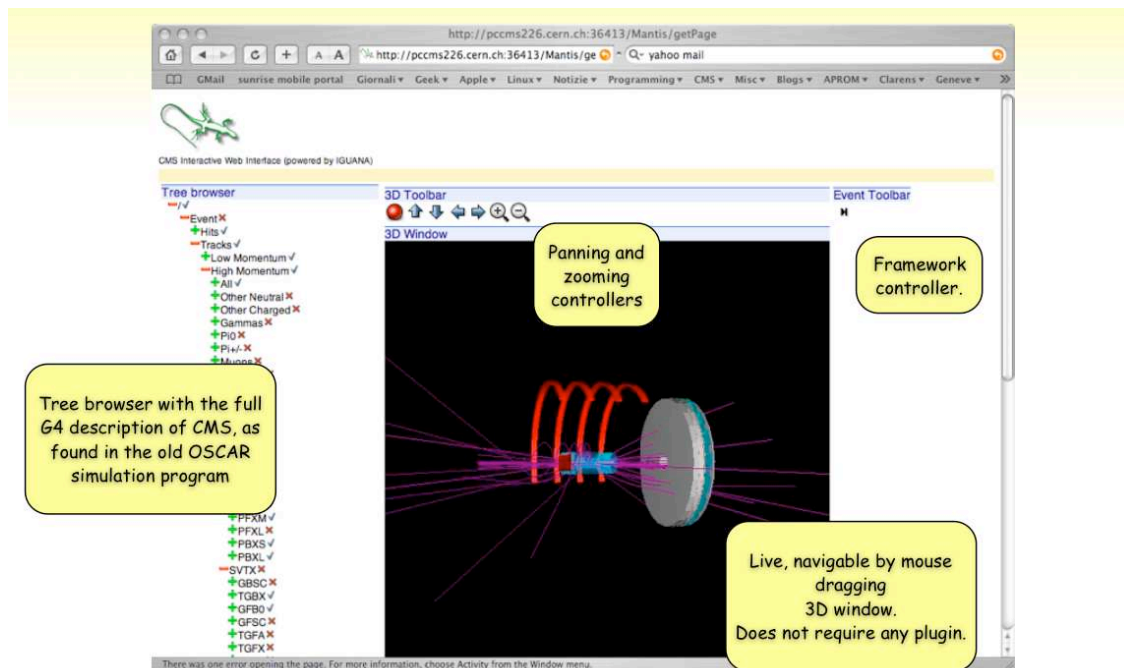 http://pccms226.cern.ch:36413/Mantis/getPage
A A http://pccms226.cern.ch:36413/Mantis/ge Q- yahoo mail
GMail sunrise mobile portal Giornali Geek Apple Linux Notizie Programming CMS Misc Blogs APROM Clarens Geneve
CMS Interactive Web Interface (powered by IGUANA)
Tree browser
/
Event
Hits
Tracks
Low Momentum
High Momentum
All
Other Neutral
Other Charged
Gammas
Pi0
Pi+/-
Muons
Tree browser with the full
G4 description of CMS, as
found in the old OSCAR
simulation program
PFXM
PFXL
PBXS
PBXL
SVTX
GBSC
TGBX
GFB0
GFSC
TGFA
TGFX
3D Toolbar
3D Window
Panning and
zooming
controllers
Event Toolbar
Framework
controller.
Live, navigable by mouse
dragging
3D window.
Does not require any plugin.
There was one error opening the page. For more information, choose Activity from the Window menu.